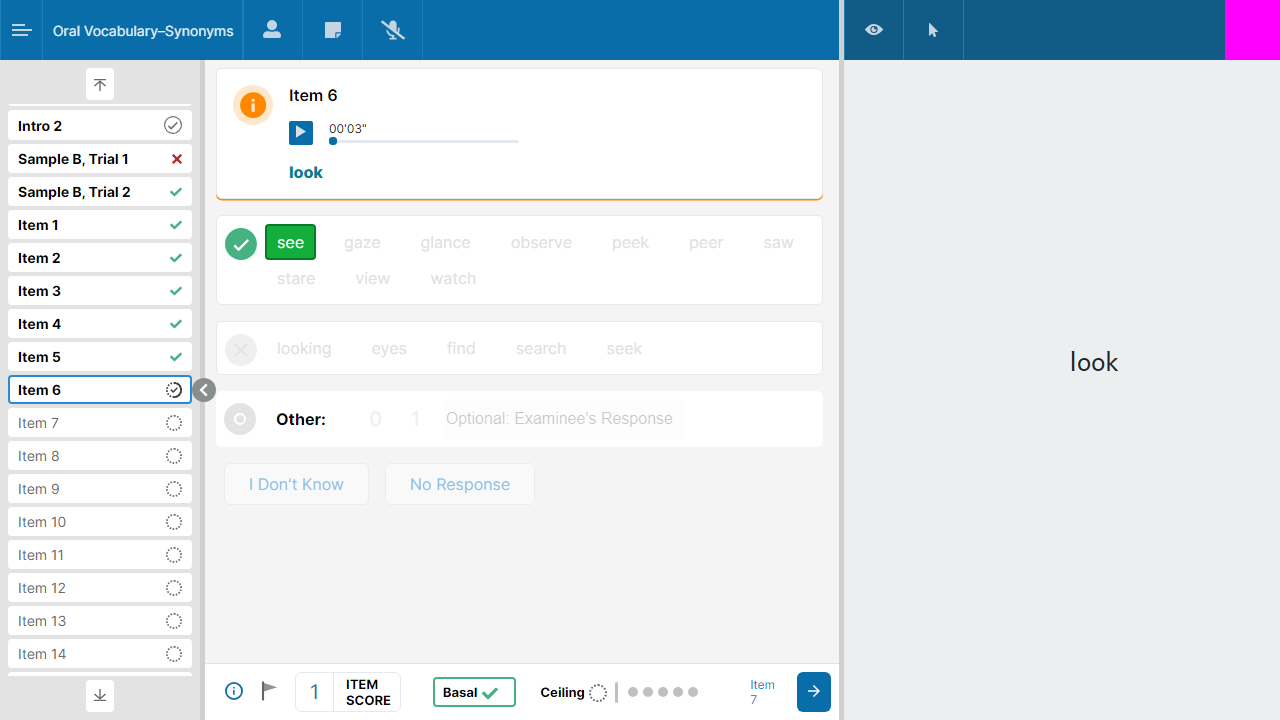 Oral Vocabulary–Synonyms
Intro 2
Sample B, Trial 1
Sample B, Trial 2
Item 1
Item 2
Item 3
Item 4
Item 5
Item 6
Item 7
Item 8
Item 9
Item 10
Item 11
Item 12
Item 13
Item 14
Item 6
00'03"
look
see gaze glance observe peek peer saw
stare view watch
looking eyes find search seek
Other: 0 1 Optional: Examinee's Response
I Don't Know No Response
1 ITEM SCORE Basal Ceiling Item 7
look